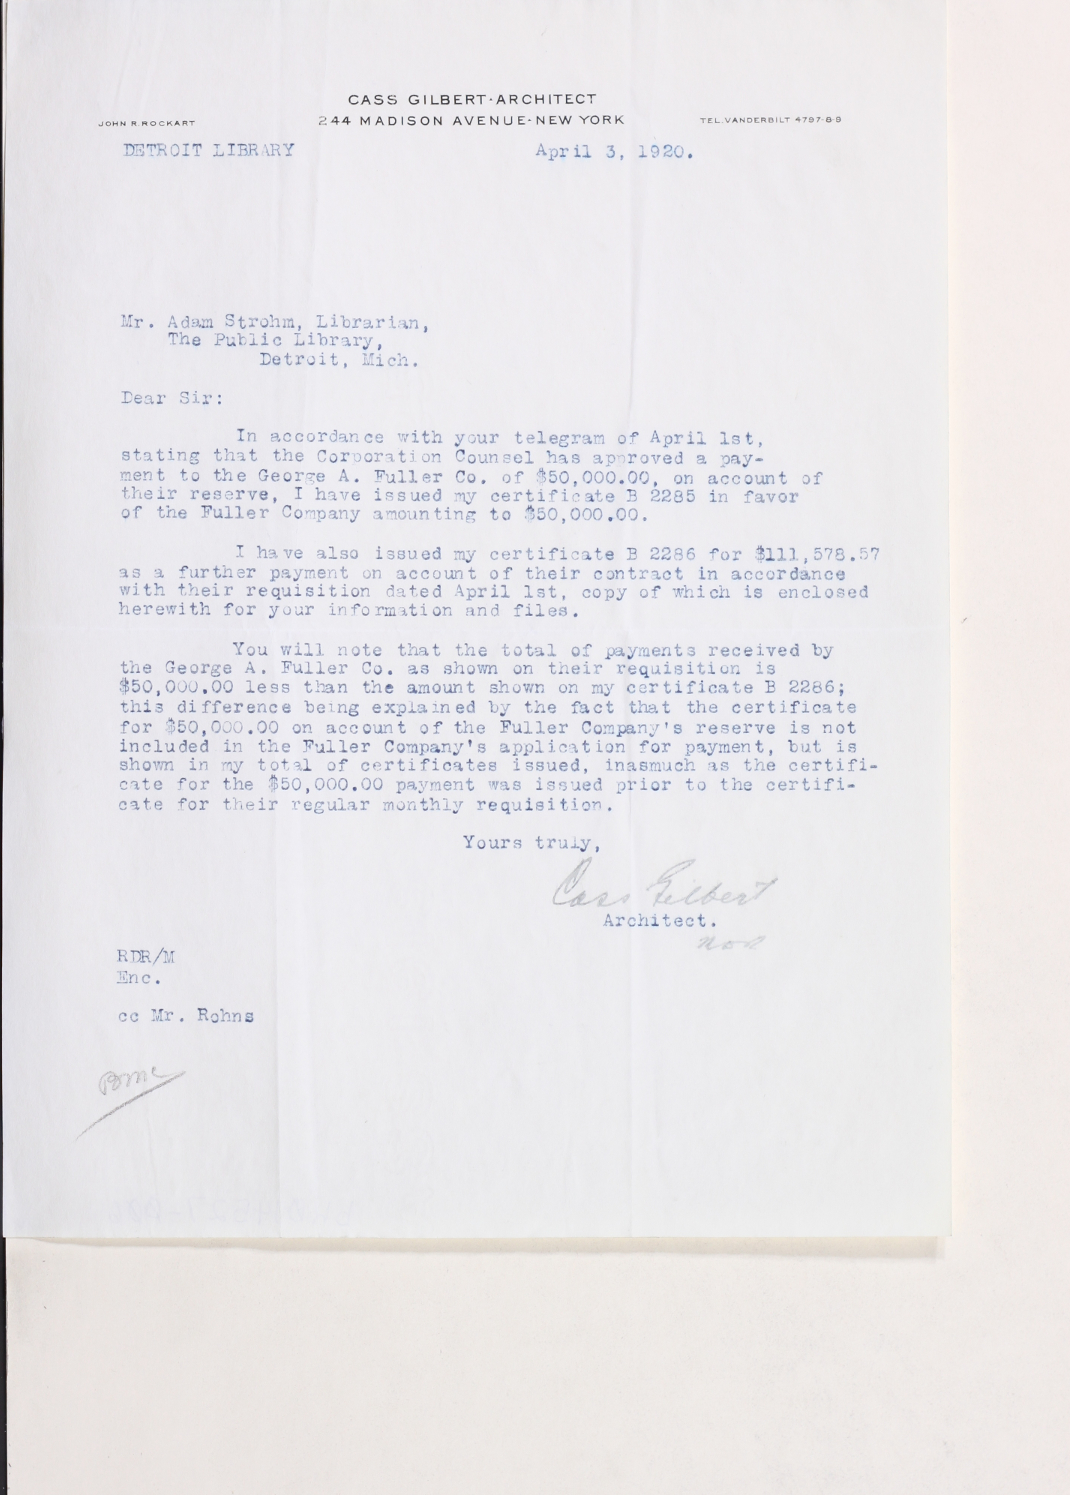 CASS GILBERT·ARCHITECT
JOHN R. ROCKART
244 MADISON AVENUE·NEW YORK
TEL. VANDERBILT 4797-8-9
DETROIT LIBRARY
April 3, 1920.
Mr. Adam Strohm, Librarian,
The Public Library,
Detroit, Mich.
Dear Sir:
In accordance with your telegram of April 1st,
stating that the Corporation Counsel has approved a pay-
ment to the George A. Fuller Co. of $50,000.00, on account of
their reserve, I have issued my certificate B 2285 in favor
of the Fuller Company amounting to $50,000.00.
I have also issued my certificate B 2286 for $111,578.57
as a further payment on account of their contract in accordance
with their requisition dated April 1st, copy of which is enclosed
herewith for your information and files.
You will note that the total of payments received by
the George A. Fuller Co. as shown on their requisition is
$50,000.00 less than the amount shown on my certificate B 2286;
this difference being explained by the fact that the certificate
for $50,000.00 on account of the Fuller Company's reserve is not
included in the Fuller Company's application for payment, but is
shown in my total of certificates issued, inasmuch as the certifi-
cate for the $50,000.00 payment was issued prior to the certifi-
cate for their regular monthly requisition.
Yours truly,
Cass Gilbert
Architect.
RDR/M
Enc.
cc Mr. Rohns